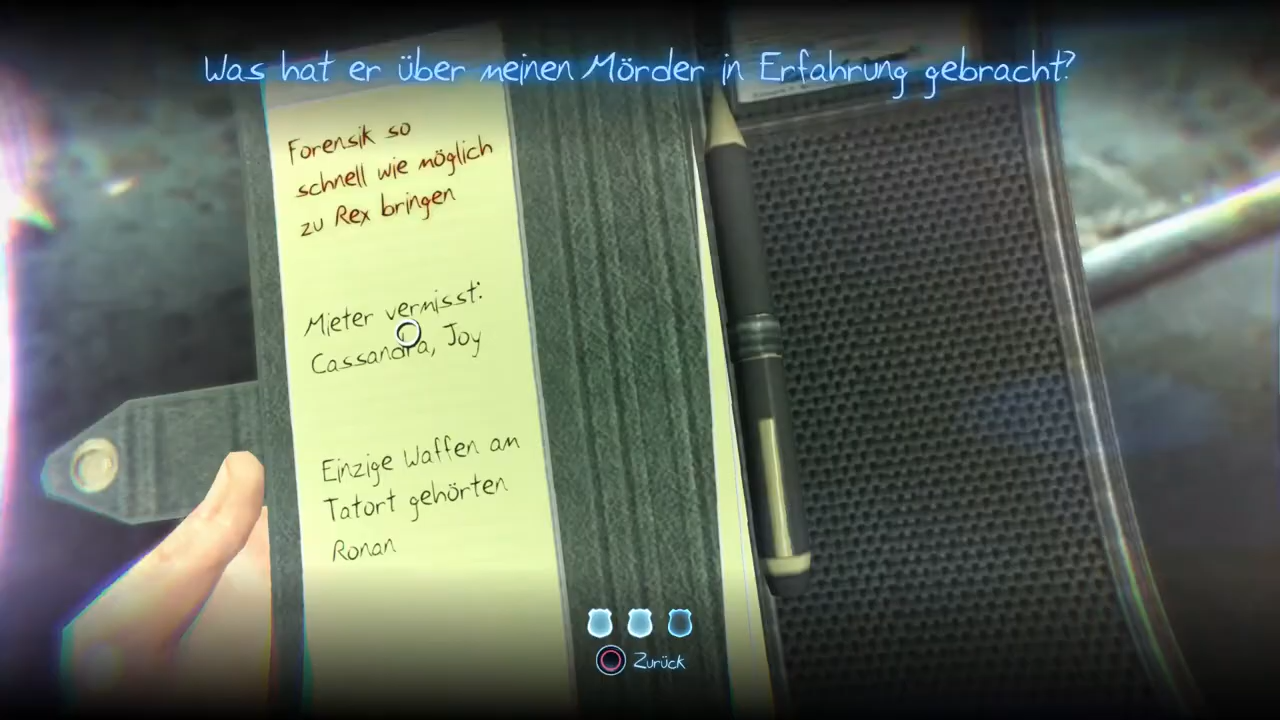 Was hat er über meinen Mörder in Erfahrung gebracht?
Forensik so
schnell wie möglich
zu Rex bringen
Mieter vermisst:
Cassandra, Joy
Einzige Waffen am
Tatort gehörten
Ronan
Zurück